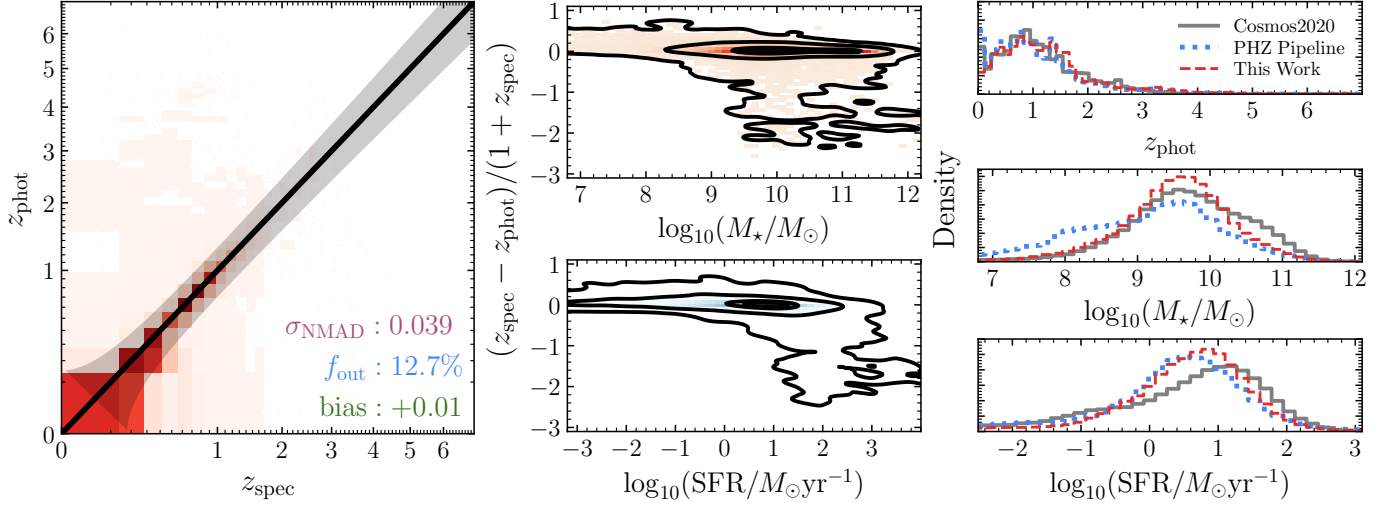 z_phot
0 1 2 3 4 5 6
σ_NMAD : 0.039
f_out : 12.7%
bias : +0.01
0 1 2 3 4 5 6
z_spec
(z_spec − z_phot)/(1 + z_spec)
1 0 −1 −2 −3
7 8 9 10 11 12
log₁₀(M⋆/M⊙)
1 0 −1 −2 −3
−3 −2 −1 0 1 2 3
log₁₀(SFR/M⊙yr⁻¹)
Density
Cosmos2020
PHZ Pipeline
This Work
0 1 2 3 4 5 6
z_phot
7 8 9 10 11 12
log₁₀(M⋆/M⊙)
−2 −1 0 1 2 3
log₁₀(SFR/M⊙yr⁻¹)